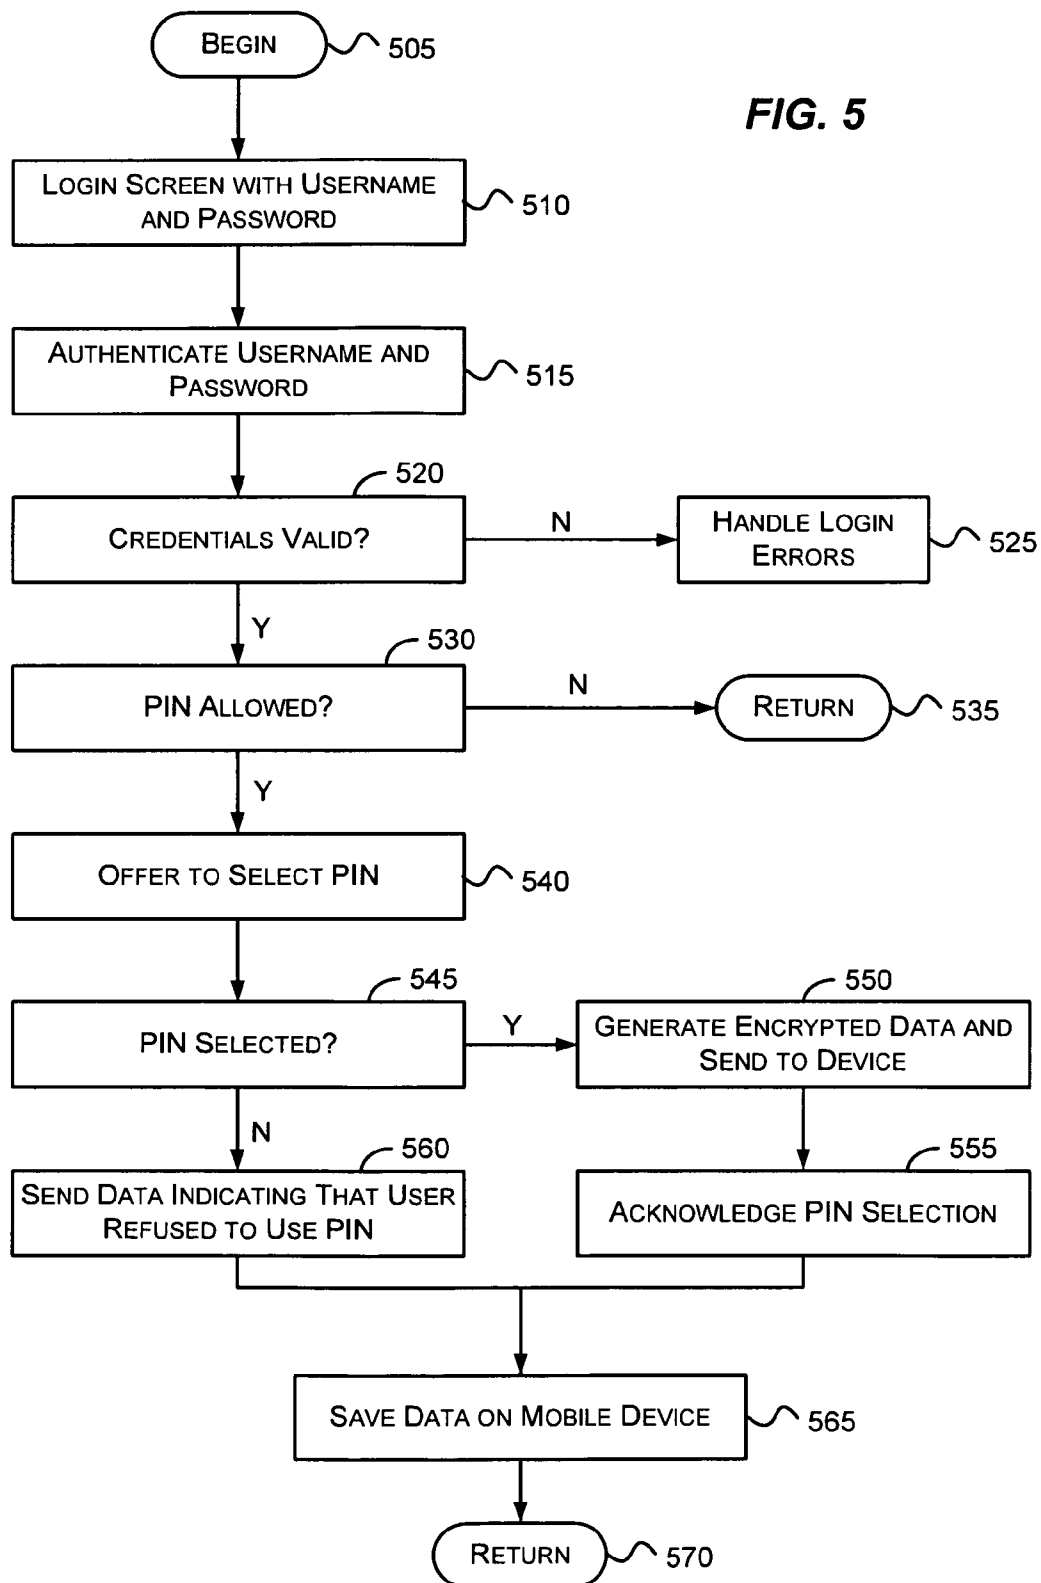 BEGIN
505
FIG. 5
LOGIN SCREEN WITH USERNAME
AND PASSWORD
510
AUTHENTICATE USERNAME AND
PASSWORD
515
520
CREDENTIALS VALID?
N
HANDLE LOGIN
ERRORS
525
Y
530
PIN ALLOWED?
N
RETURN
535
Y
OFFER TO SELECT PIN
540
545
PIN SELECTED?
Y
550
GENERATE ENCRYPTED DATA AND
SEND TO DEVICE
N
560
SEND DATA INDICATING THAT USER
REFUSED TO USE PIN
555
ACKNOWLEDGE PIN SELECTION
SAVE DATA ON MOBILE DEVICE
565
RETURN
570